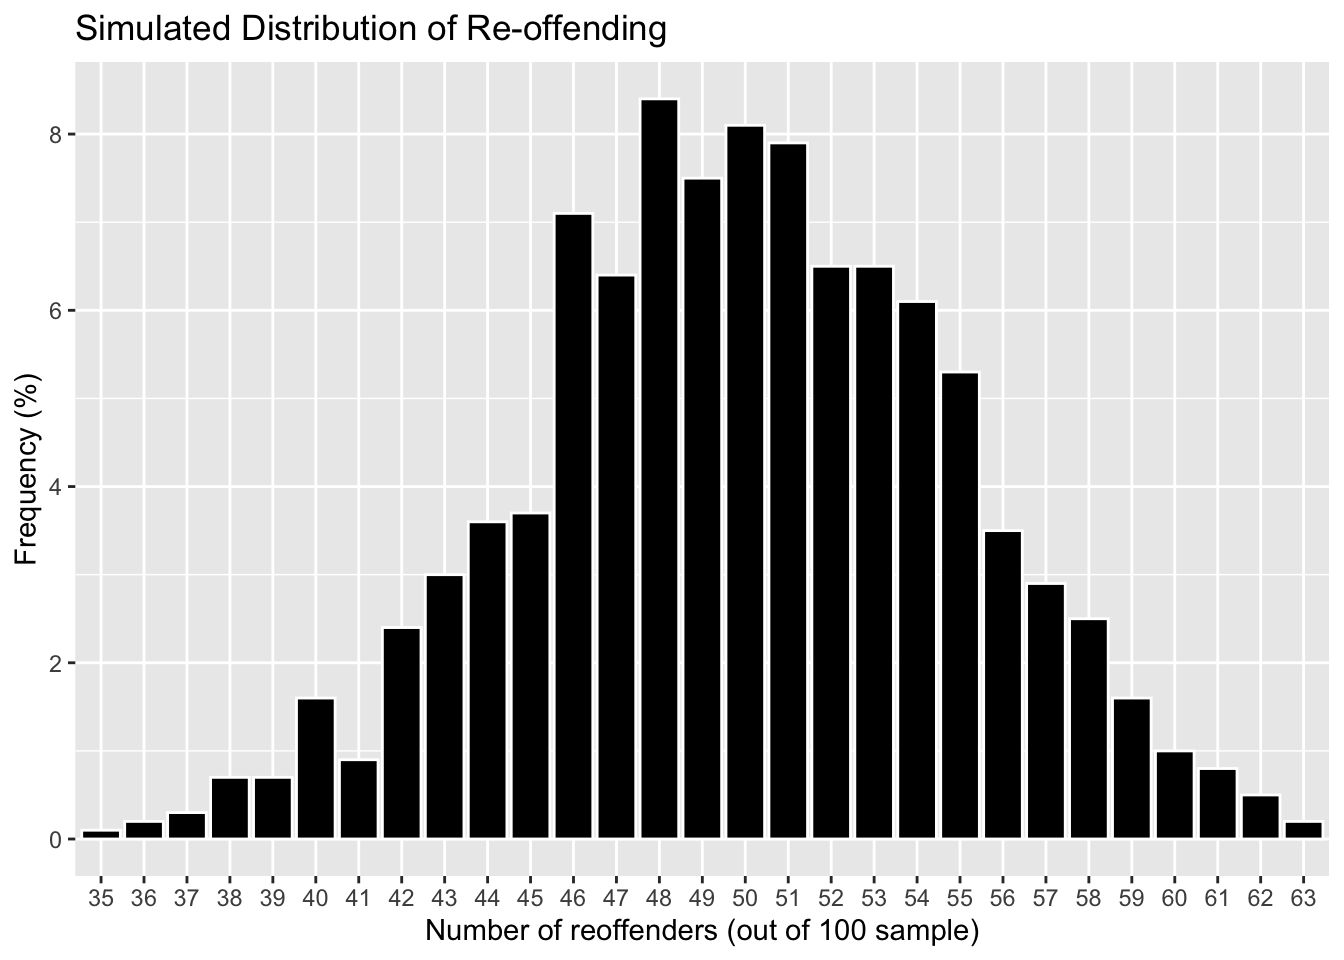 Simulated Distribution of Re-offending
Frequency (%)
8
6
4
2
0
35 36 37 38 39 40 41 42 43 44 45 46 47 48 49 50 51 52 53 54 55 56 57 58 59 60 61 62 63
Number of reoffenders (out of 100 sample)